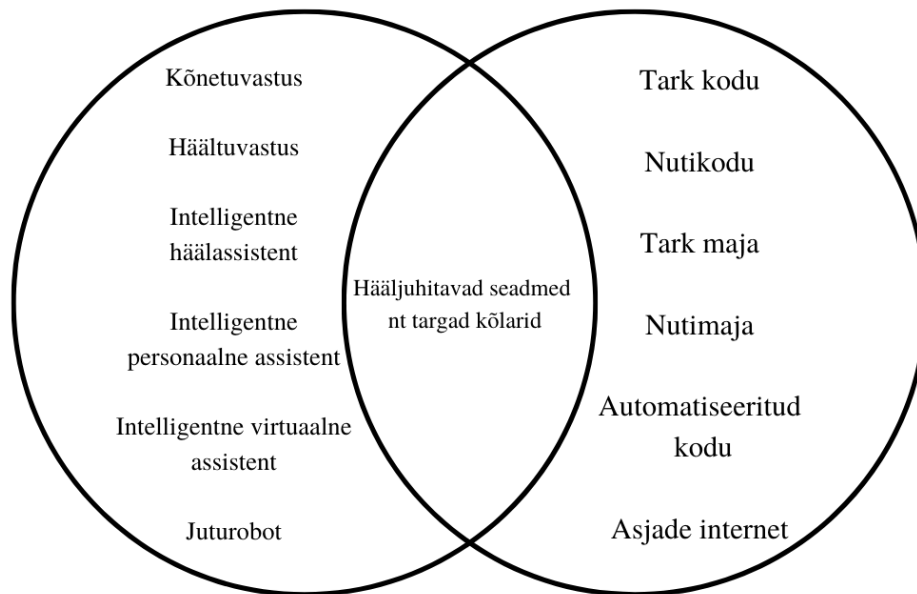 Kõnetuvastus
Häältuvastus
Intelligentne
häälassistent
Intelligentne
personaalne assistent
Intelligentne virtuaalne
assistent
Juturobot
Hääljuhitavad seadmed
nt targad kõlarid
Tark kodu
Nutikodu
Tark maja
Nutimaja
Automatiseeritud
kodu
Asjade internet